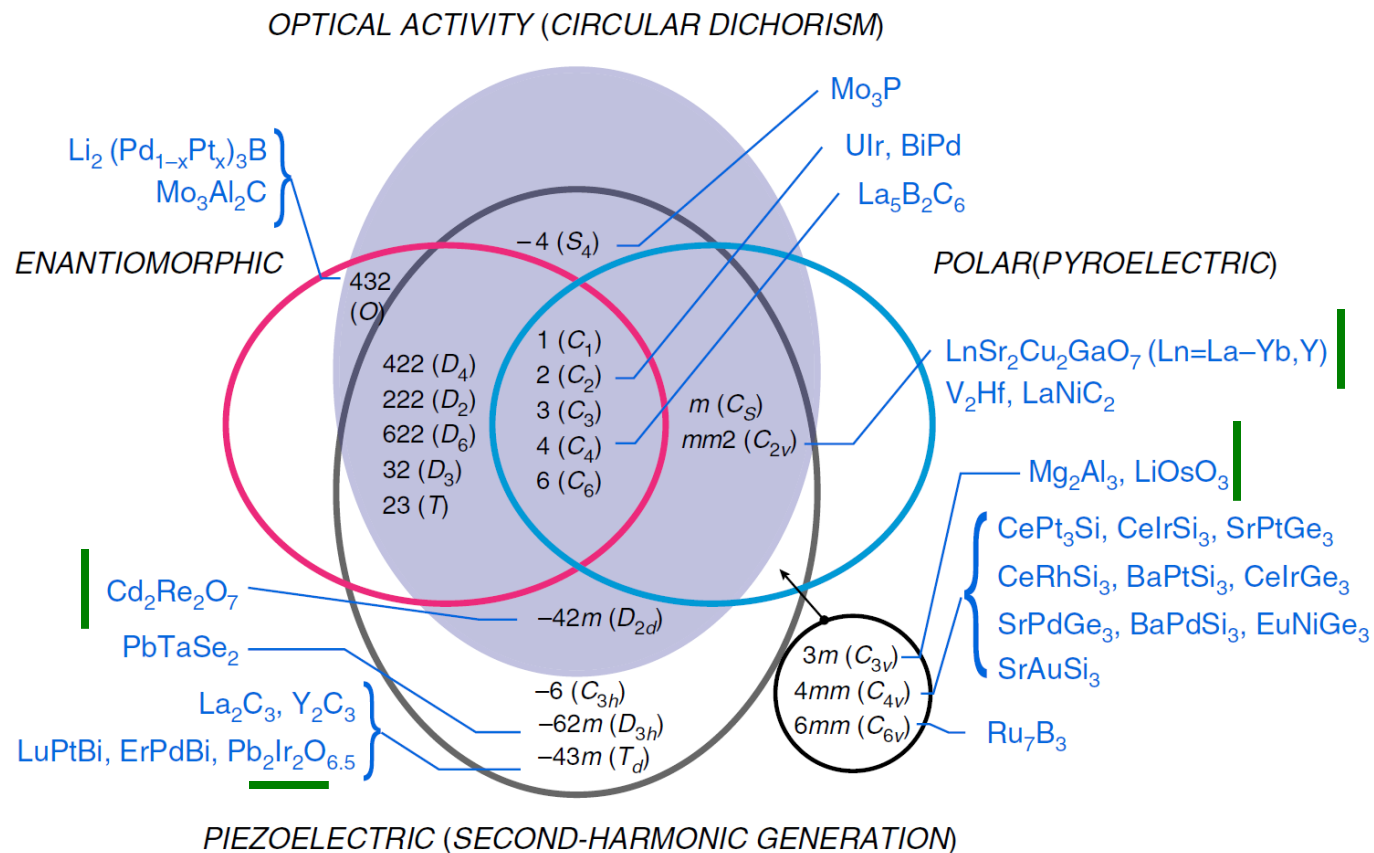 OPTICAL ACTIVITY (CIRCULAR DICHORISM)
Mo3P
Li2 (Pd1–xPtx)3B
Mo3Al2C
UIr, BiPd
La5B2C6
–4 (S4)
ENANTIOMORPHIC
POLAR(PYROELECTRIC)
432
(O)
1 (C1)
2 (C2)
3 (C3)
4 (C4)
6 (C6)
422 (D4)
222 (D2)
622 (D6)
32 (D3)
23 (T)
m (CS)
mm2 (C2v)
LnSr2Cu2GaO7 (Ln=La–Yb,Y)
V2Hf, LaNiC2
Mg2Al3, LiOsO3
CePt3Si, CeIrSi3, SrPtGe3
CeRhSi3, BaPtSi3, CeIrGe3
SrPdGe3, BaPdSi3, EuNiGe3
SrAuSi3
Cd2Re2O7
–42m (D2d)
PbTaSe2
3m (C3v)
4mm (C4v)
6mm (C6v)
Ru7B3
La2C3, Y2C3
LuPtBi, ErPdBi, Pb2Ir2O6.5
–6 (C3h)
–62m (D3h)
–43m (Td)
PIEZOELECTRIC (SECOND-HARMONIC GENERATION)